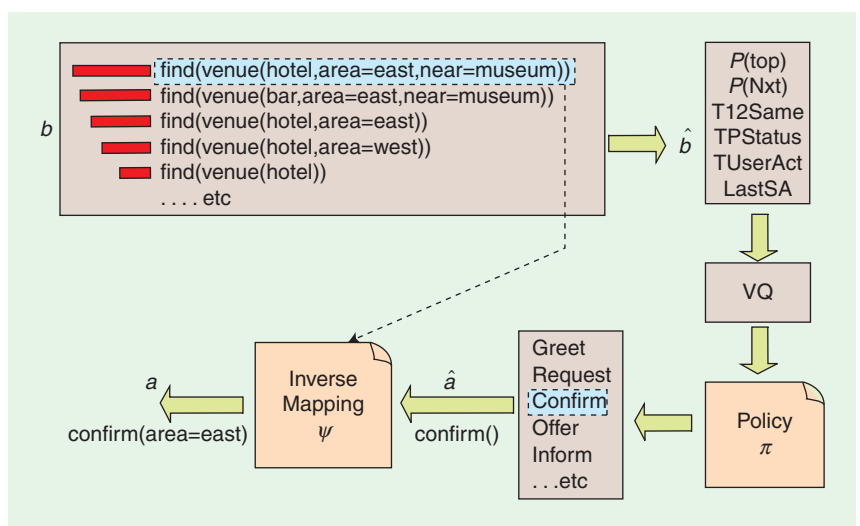 b
find(venue(hotel,area=east,near=museum))
find(venue(bar,area=east,near=museum))
find(venue(hotel,area=east))
find(venue(hotel,area=west))
find(venue(hotel))
. . . . etc
b̂
P(top)
P(Nxt)
T12Same
TPStatus
TUserAct
LastSA
VQ
Policy
π
Greet
Request
Confirm
Offer
Inform
. . .etc
â
confirm()
Inverse
Mapping
ψ
a
confirm(area=east)